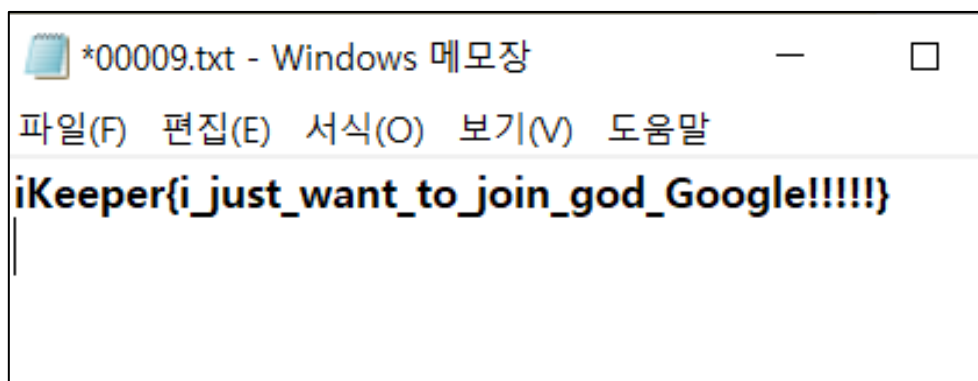 *00009.txt - Windows 메모장
파일(F) 편집(E) 서식(O) 보기(V) 도움말
iKeeper{i_just_want_to_join_god_Google!!!!!}